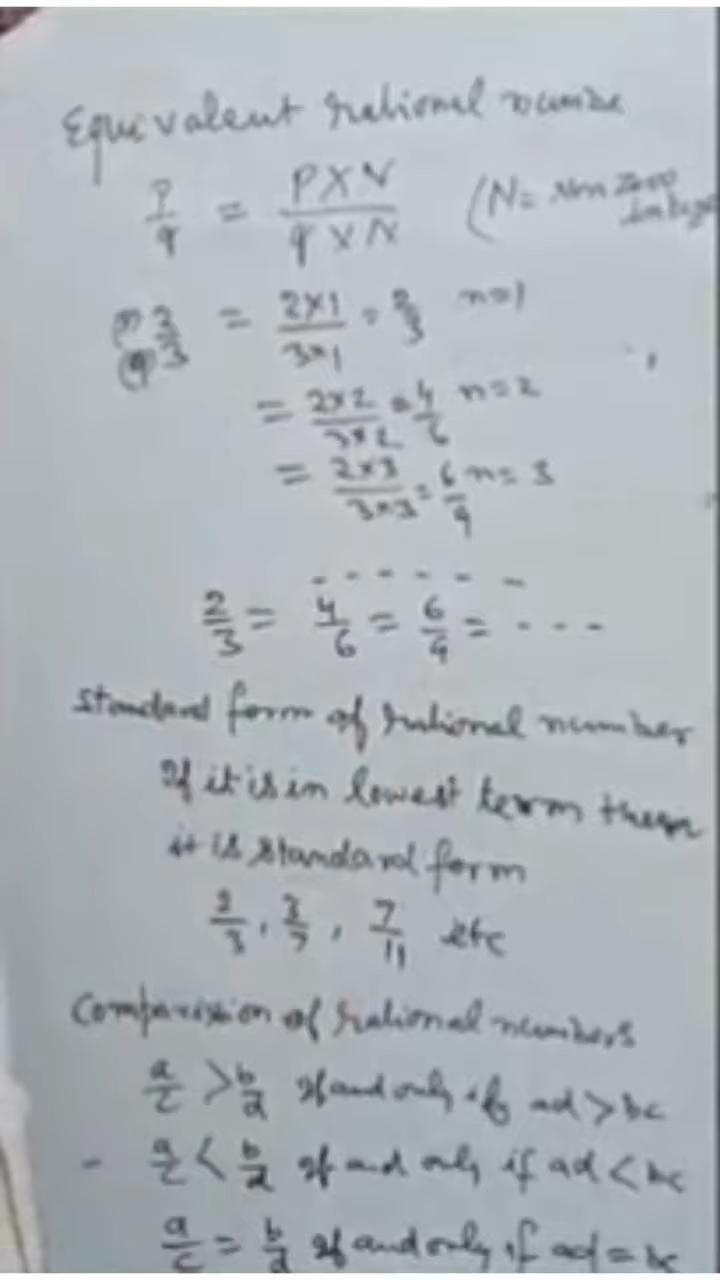 Equivalent rational numbe
p/q = P×N/q×N (N= Non zero integer
(p) 2/(q) 3 = 2×1/3×1 = 2/3 n=1
= 2×2/3×2 = 4/6 n=2
= 2×3/3×3 = 6/9 n=3
- - - - - -
2/3 = 4/6 = 6/9 = - - -
standard form of rational number
If it is in lowest term then
it is standard form
2/3, 3/7, 7/11 etc
Comparision of rational numbers
a/c > b/d if and only if ad > bc
- a/c < b/d if and only if ad < bc
a/c = b/d if and only if ad = bc